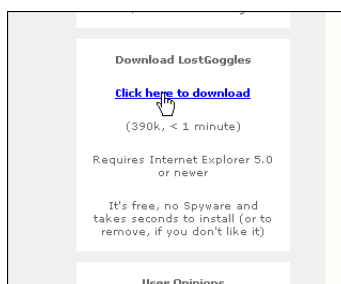 Download LostGoggles
Click here to download
(390k, < 1 minute)
Requires Internet Explorer 5.0
or newer
It's free, no Spyware and
takes seconds to install (or to
remove, if you don't like it)
User Opinions